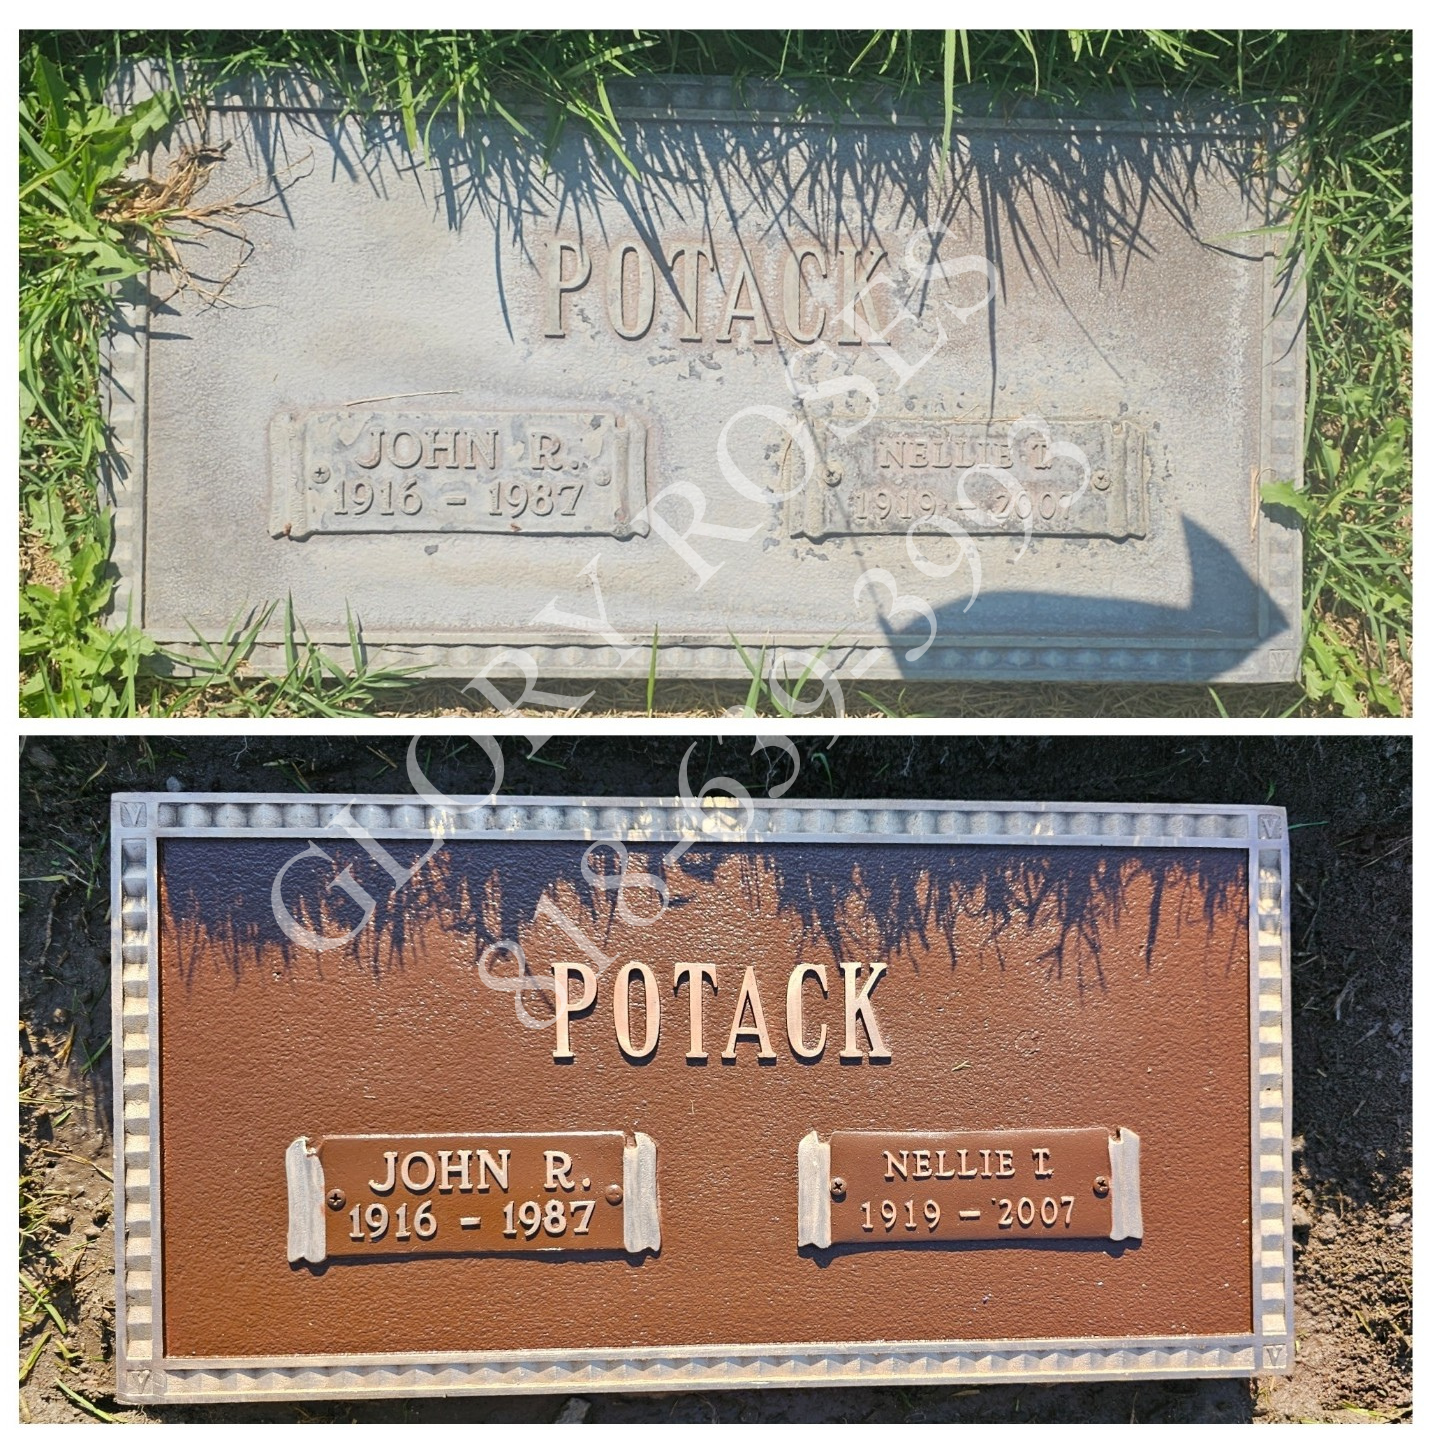 POTACK
JOHN R.
1916 - 1987
NELLIE T.
1919 - 2007
GLORY ROSES
818-639-3993
POTACK
JOHN R.
1916 - 1987
NELLIE T.
1919 - 2007